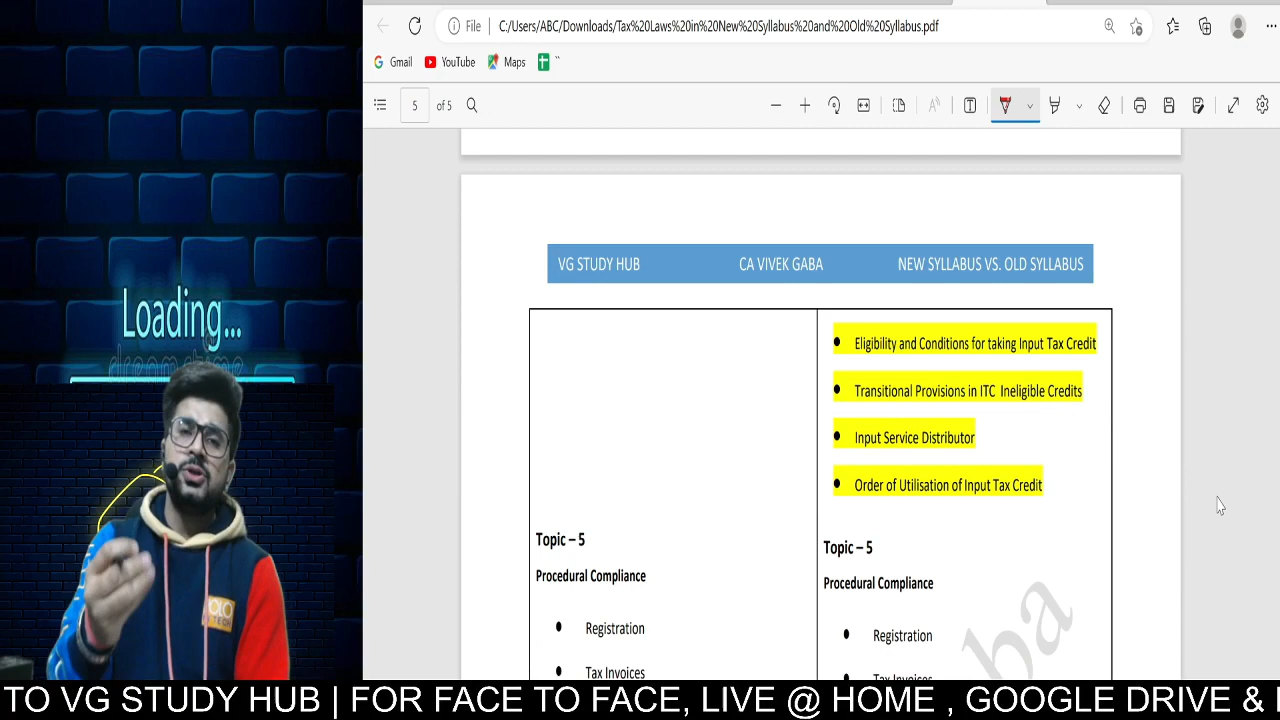 File
C:/Users/ABC/Downloads/Tax%20Laws%20in%20New%20Syllabus%20and%20Old%20Syllabus.pdf
Gmail
YouTube
Maps
5
of 5
VG STUDY HUB
CA VIVEK GABA
NEW SYLLABUS VS. OLD SYLLABUS
Eligibility and Conditions for taking Input Tax Credit
Transitional Provisions in ITC Ineligible Credits
Input Service Distributor
Order of Utilisation of Input Tax Credit
Topic – 5
Procedural Compliance
Registration
Tax Invoices
Topic – 5
Procedural Compliance
Registration
Tax Invoices
Loading...
TO VG STUDY HUB | FOR FACE TO FACE, LIVE @ HOME , GOOGLE DRIVE &